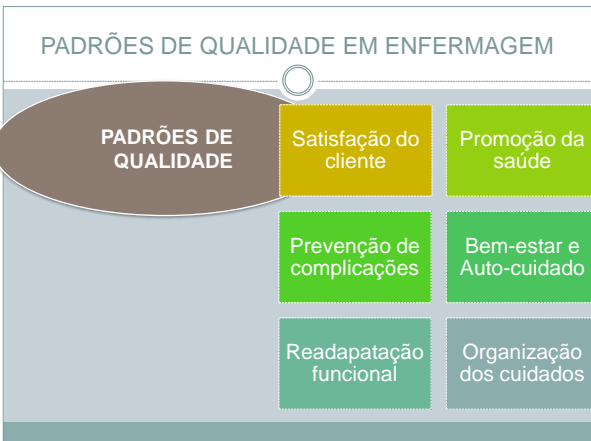 PADRÕES DE QUALIDADE EM ENFERMAGEM
PADRÕES DE
QUALIDADE
Satisfação do
cliente
Promoção da
saúde
Prevenção de
complicações
Bem-estar e
Auto-cuidado
Readapatação
funcional
Organização
dos cuidados